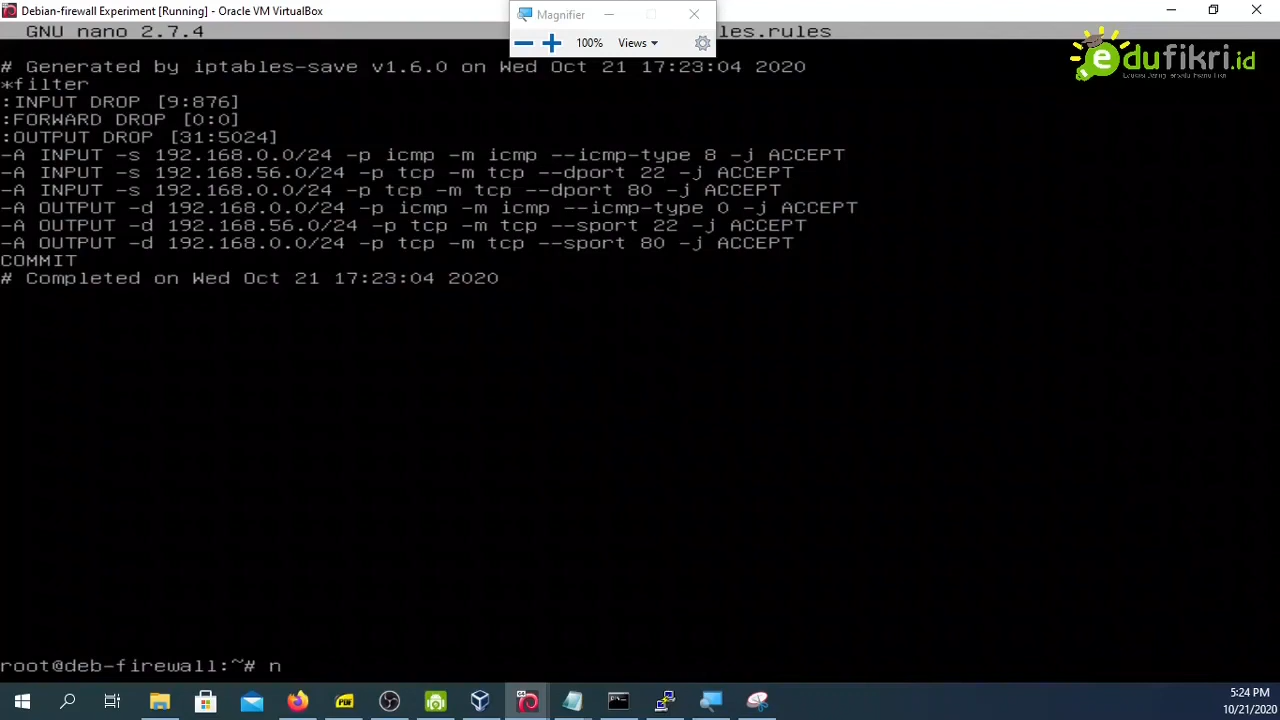 Debian-firewall Experiment [Running] - Oracle VM VirtualBox
Magnifier
100%
Views
GNU nano 2.7.4
les.rules
edufikri.id
# Generated by iptables-save v1.6.0 on Wed Oct 21 17:23:04 2020
*filter
:INPUT DROP [9:876]
:FORWARD DROP [0:0]
:OUTPUT DROP [31:5024]
-A INPUT -s 192.168.0.0/24 -p icmp -m icmp --icmp-type 8 -j ACCEPT
-A INPUT -s 192.168.56.0/24 -p tcp -m tcp --dport 22 -j ACCEPT
-A INPUT -s 192.168.0.0/24 -p tcp -m tcp --dport 80 -j ACCEPT
-A OUTPUT -d 192.168.0.0/24 -p icmp -m icmp --icmp-type 0 -j ACCEPT
-A OUTPUT -d 192.168.56.0/24 -p tcp -m tcp --sport 22 -j ACCEPT
-A OUTPUT -d 192.168.0.0/24 -p tcp -m tcp --sport 80 -j ACCEPT
COMMIT
# Completed on Wed Oct 21 17:23:04 2020
root@deb-firewall:~# n
5:24 PM
10/21/2020